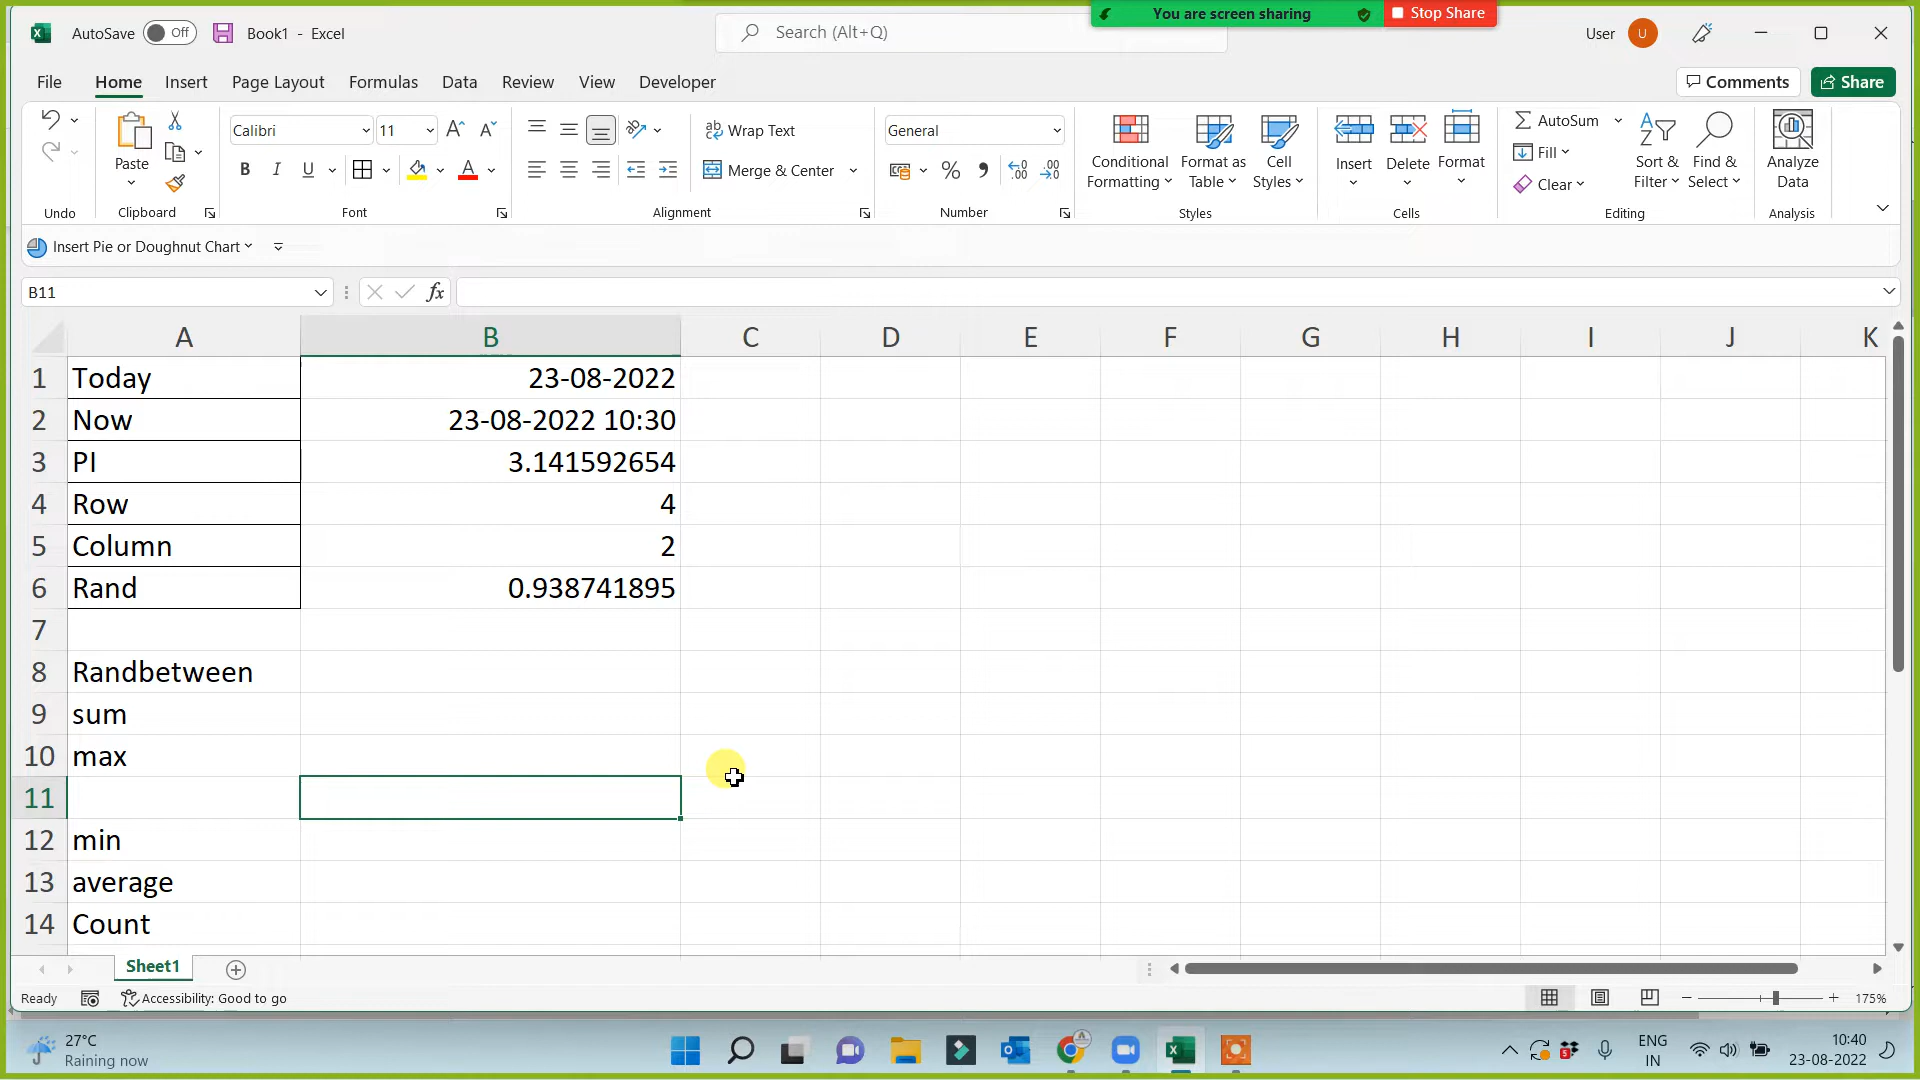 You are screen sharing
Stop Share
AutoSave Off Book1 - Excel
Search (Alt+Q)
User U
File Home Insert Page Layout Formulas Data Review View Developer
Comments Share
Paste
Calibri 11
Wrap Text
Merge & Center
General
Conditional Formatting
Format as Table
Cell Styles
Insert Delete Format
AutoSum
Fill
Clear
Sort & Filter
Find & Select
Analyze Data
Undo Clipboard Font Alignment Number Styles Cells Editing Analysis
Insert Pie or Doughnut Chart
B11 fx
A B C D E F G H I J K
1 Today 23-08-2022
2 Now 23-08-2022 10:30
3 PI 3.141592654
4 Row 4
5 Column 2
6 Rand 0.938741895
7
8 Randbetween
9 sum
10 max
11
12 min
13 average
14 Count
Sheet1
Ready Accessibility: Good to go 175%
27°C
Raining now
ENG
IN
10:40
23-08-2022